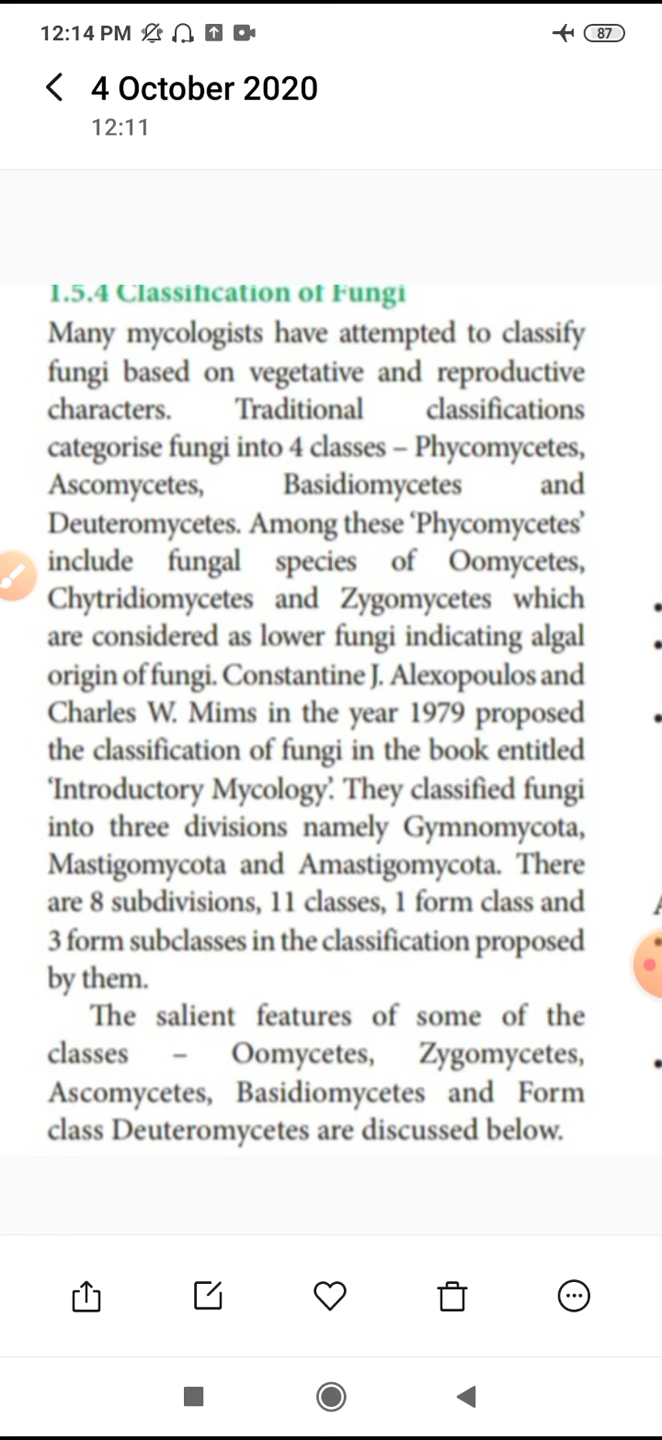 12:14 PM
87
4 October 2020
12:11
1.5.4 Classification of Fungi
Many mycologists have attempted to classify
fungi based on vegetative and reproductive
characters. Traditional classifications
categorise fungi into 4 classes – Phycomycetes,
Ascomycetes, Basidiomycetes and
Deuteromycetes. Among these ‘Phycomycetes’
include fungal species of Oomycetes,
Chytridiomycetes and Zygomycetes which
are considered as lower fungi indicating algal
origin of fungi. Constantine J. Alexopoulos and
Charles W. Mims in the year 1979 proposed
the classification of fungi in the book entitled
‘Introductory Mycology’. They classified fungi
into three divisions namely Gymnomycota,
Mastigomycota and Amastigomycota. There
are 8 subdivisions, 11 classes, 1 form class and
3 form subclasses in the classification proposed
by them.
The salient features of some of the
classes – Oomycetes, Zygomycetes,
Ascomycetes, Basidiomycetes and Form
class Deuteromycetes are discussed below.